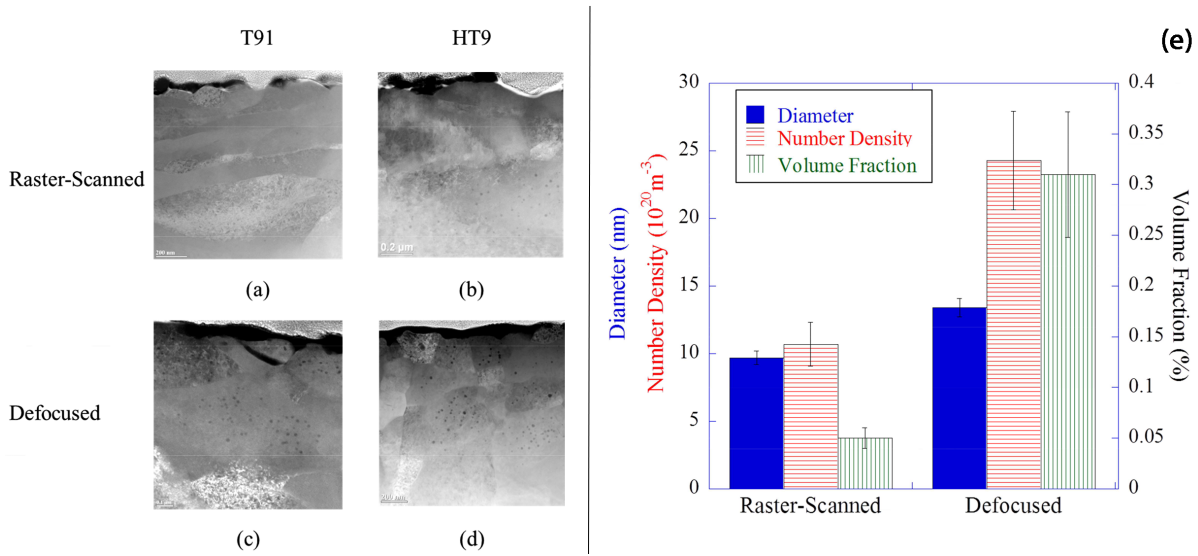 T91
HT9
Raster-Scanned
200 nm
0.2 µm
(a)
(b)
Defocused
200 nm
(c)
(d)
(e)
Diameter (nm)
Number Density (10²⁰ m⁻³)
30
25
20
15
10
5
0
Diameter
Number Density
Volume Fraction
0.4
0.35
0.3
0.25
0.2
0.15
0.1
0.05
0
Volume Fraction (%)
Raster-Scanned
Defocused